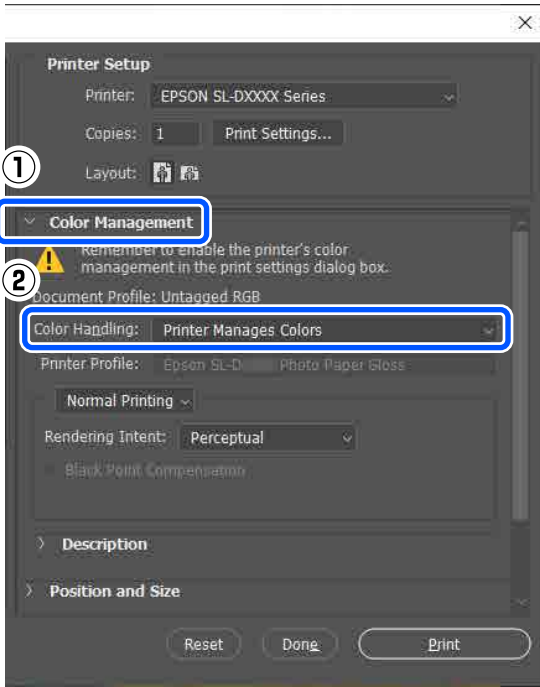 Printer Setup
Printer: EPSON SL-DXXXX Series
Copies: 1 Print Settings...
1
Layout:
Color Management
Remember to enable the printer's color
management in the print settings dialog box.
2
Document Profile: Untagged RGB
Color Handling: Printer Manages Colors
Printer Profile: Epson SL-D Photo Paper Gloss
Normal Printing
Rendering Intent: Perceptual
Black Point Compensation
Description
Position and Size
Reset Done Print